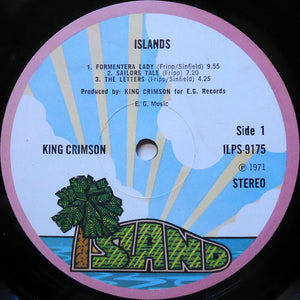 ISLANDS
1. FORMENTERA LADY (Fripp/Sinfield) 9.55
2. SAILORS TALE (Fripp) 7.20
3. THE LETTERS (Fripp/Sinfield) 4.25
Produced by: KING CRIMSON for E.G. Records
E. G. Music
Side 1
KING CRIMSON
ILPS 9175
℗ 1971
STEREO
ISLAND